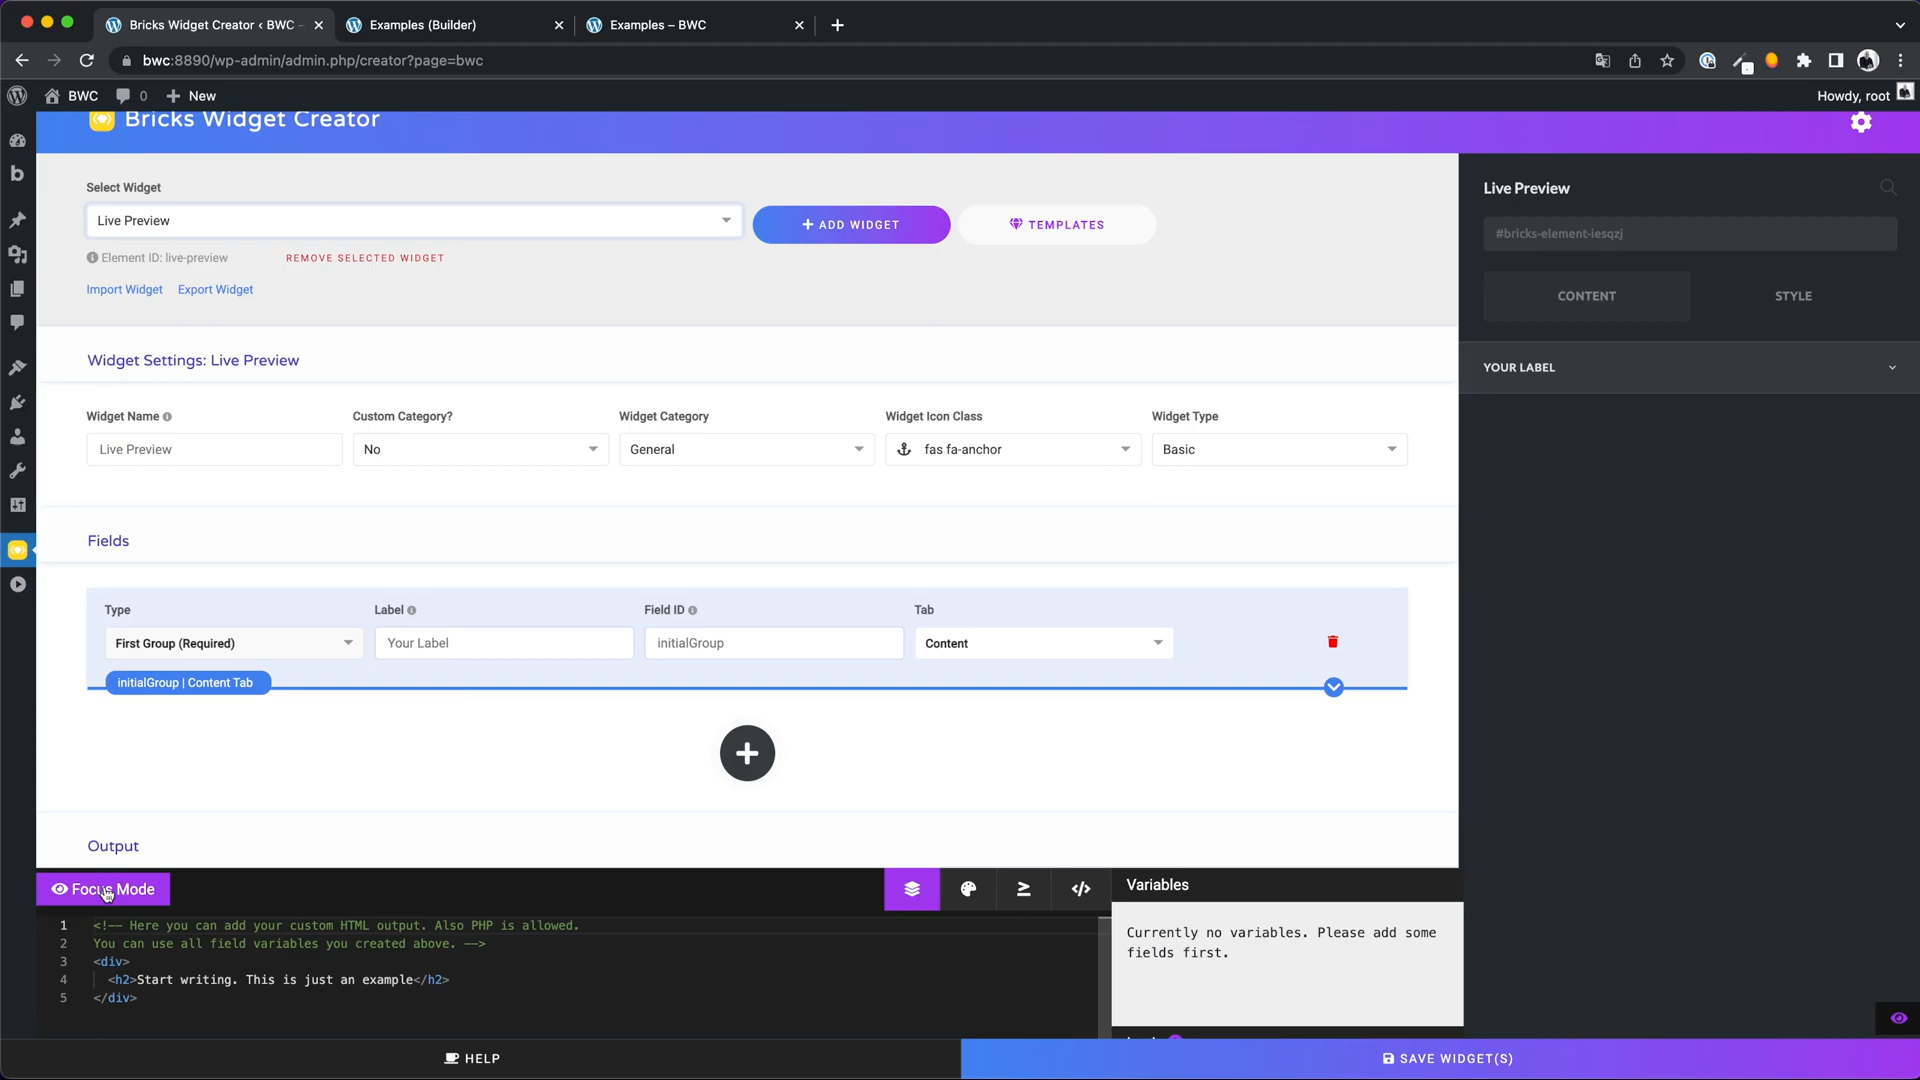 Bricks Widget Creator ‹ BWC –
Examples (Builder)
Examples – BWC
bwc:8890/wp-admin/admin.php/creator?page=bwc
BWC
0
New
Howdy, root
Bricks Widget Creator
Select Widget
Live Preview
ADD WIDGET
TEMPLATES
Element ID: live-preview
REMOVE SELECTED WIDGET
Import Widget
Export Widget
Live Preview
#bricks-element-iesqzj
CONTENT
STYLE
YOUR LABEL
Widget Settings: Live Preview
Widget Name
Custom Category?
Widget Category
Widget Icon Class
Widget Type
Live Preview
No
General
fas fa-anchor
Basic
Fields
Type
Label
Field ID
Tab
First Group (Required)
Your Label
initialGroup
Content
initialGroup | Content Tab
Output
Focus Mode
Variables
1 <!-- Here you can add your custom HTML output. Also PHP is allowed.
2 You can use all field variables you created above. -->
3 <div>
4 <h2>Start writing. This is just an example</h2>
5 </div>
Currently no variables. Please add some
fields first.
HELP
SAVE WIDGET(S)